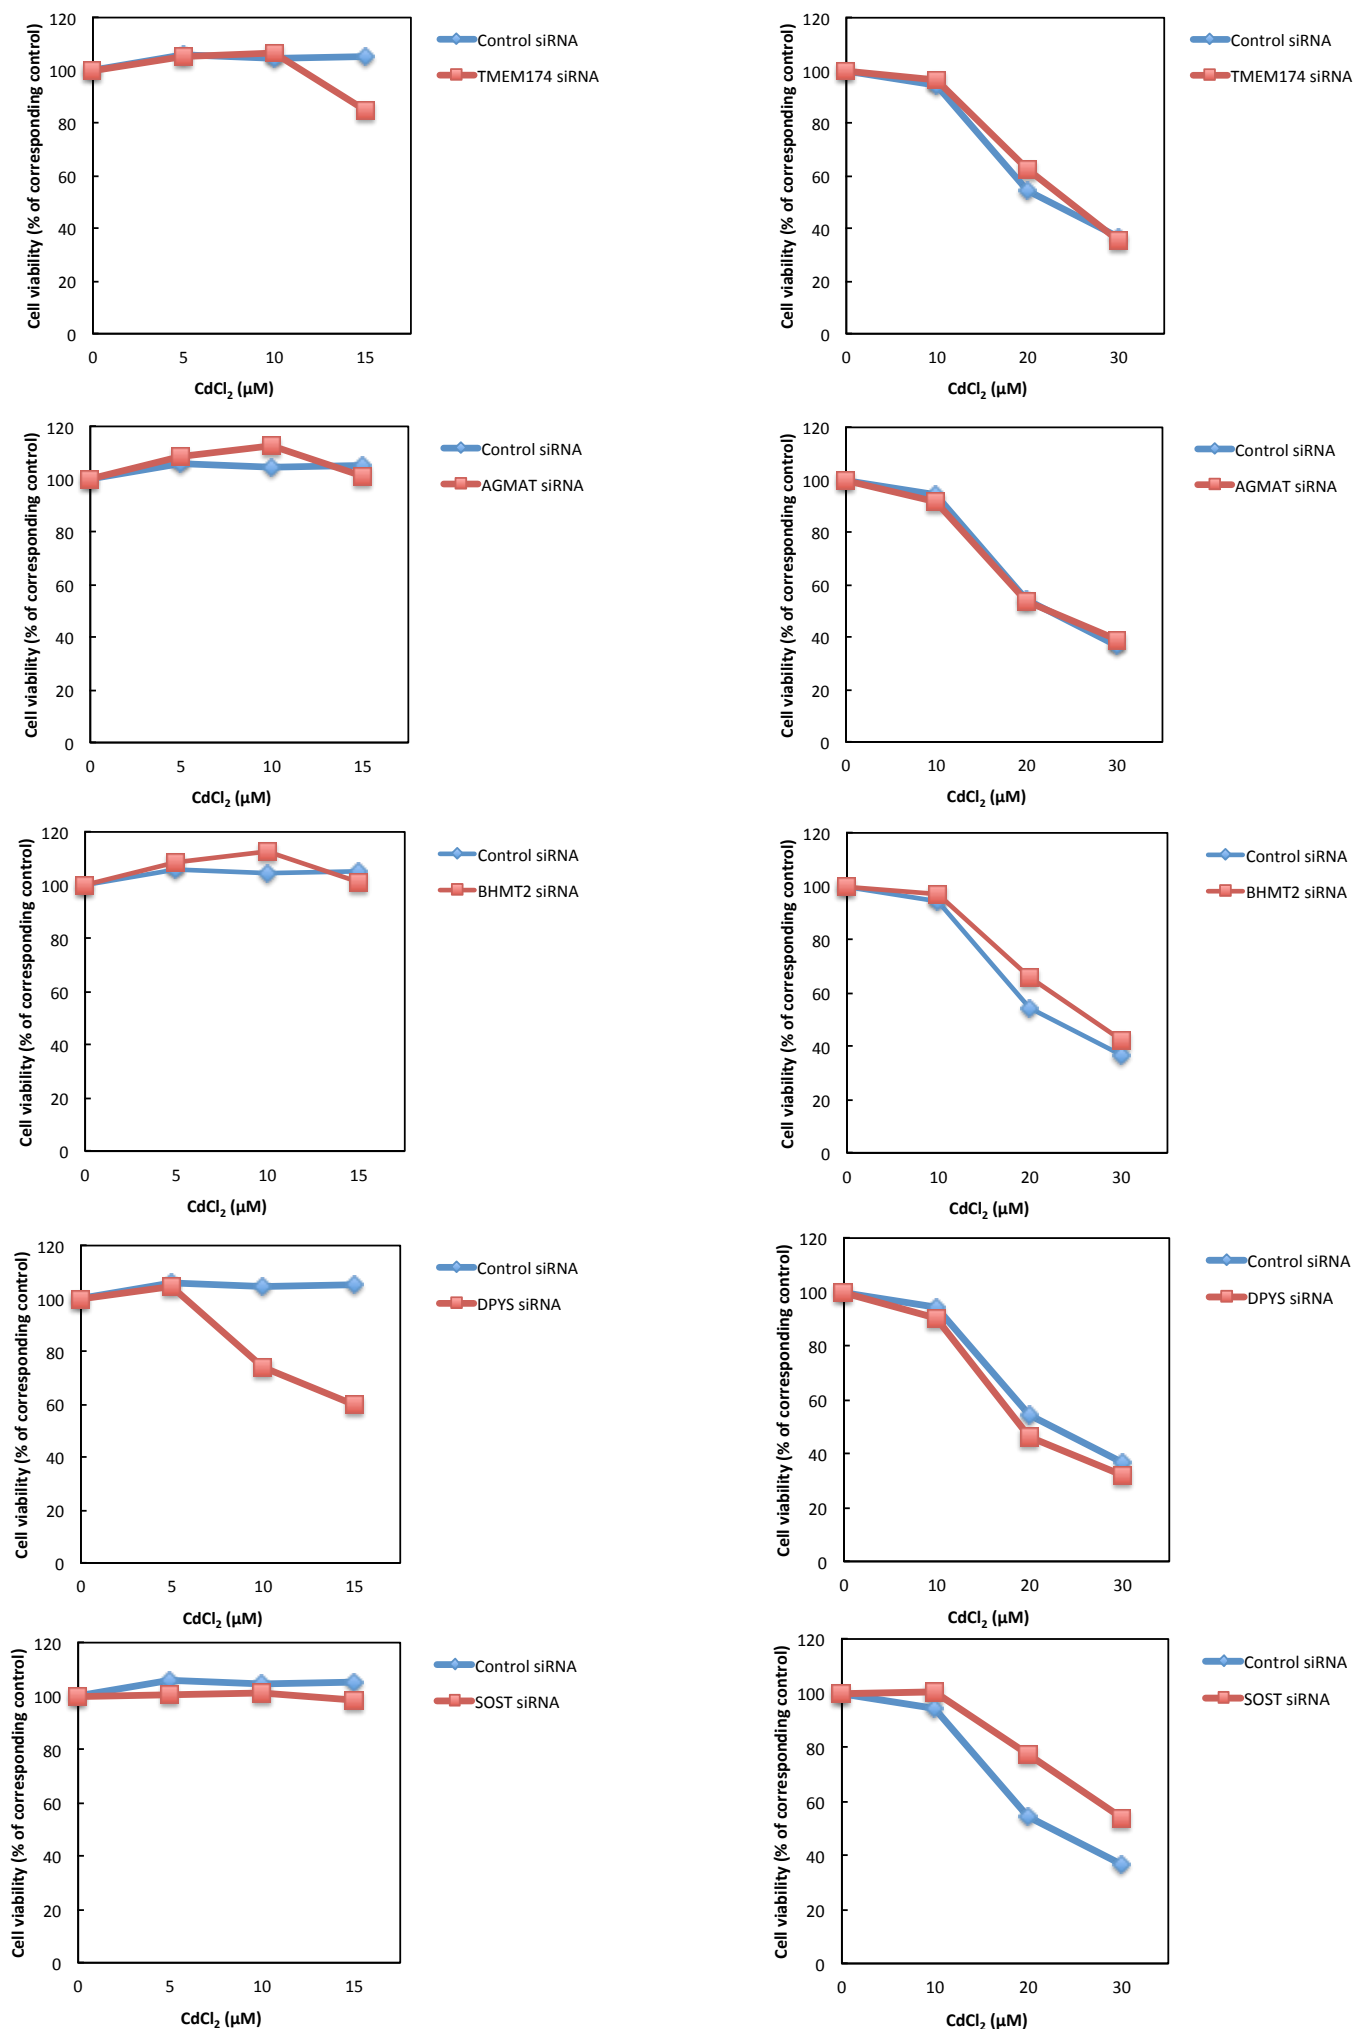 Cell viability (% of corresponding control)
120
100
80
60
40
20
0
0 5 10 15
CdCl₂ (μM)
Control siRNA
TMEM174 siRNA
Cell viability (% of corresponding control)
120
100
80
60
40
20
0
0 10 20 30
CdCl₂ (μM)
Control siRNA
TMEM174 siRNA
Cell viability (% of corresponding control)
120
100
80
60
40
20
0
0 5 10 15
CdCl₂ (μM)
Control siRNA
AGMAT siRNA
Cell viability (% of corresponding control)
120
100
80
60
40
20
0
0 10 20 30
CdCl₂ (μM)
Control siRNA
AGMAT siRNA
Cell viability (% of corresponding control)
120
100
80
60
40
20
0
0 5 10 15
CdCl₂ (μM)
Control siRNA
BHMT2 siRNA
Cell viability (% of corresponding control)
120
100
80
60
40
20
0
0 10 20 30
CdCl₂ (μM)
Control siRNA
BHMT2 siRNA
Cell viability (% of corresponding control)
120
100
80
60
40
20
0
0 5 10 15
CdCl₂ (μM)
Control siRNA
DPYS siRNA
Cell viability (% of corresponding control)
120
100
80
60
40
20
0
0 10 20 30
CdCl₂ (μM)
Control siRNA
DPYS siRNA
Cell viability (% of corresponding control)
120
100
80
60
40
20
0
0 5 10 15
CdCl₂ (μM)
Control siRNA
SOST siRNA
Cell viability (% of corresponding control)
120
100
80
60
40
20
0
0 10 20 30
CdCl₂ (μM)
Control siRNA
SOST siRNA